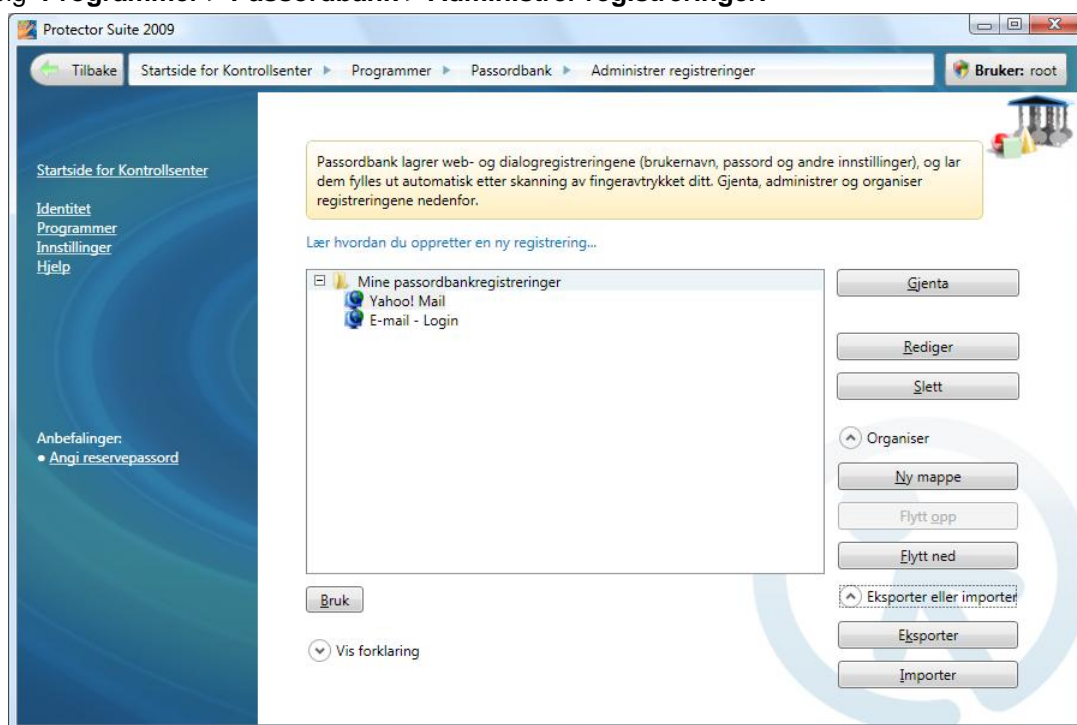 Protector Suite 2009
Tilbake Startside for Kontrollsenter Programmer Passordbank Administrer registreringer Bruker: root
Startside for Kontrollsenter
Identitet
Programmer
Innstillinger
Hjelp
Anbefalinger:
• Angi reservepassord
Passordbank lagrer web- og dialogregistreringene (brukernavn, passord og andre innstillinger), og lar
dem fylles ut automatisk etter skanning av fingeravtrykket ditt. Gjenta, administrer og organiser
registreringene nedenfor.
Lær hvordan du oppretter en ny registrering...
Mine passordbankregistreringer
Yahoo! Mail
E-mail - Login
Bruk
Vis forklaring
Gjenta
Rediger
Slett
Organiser
Ny mappe
Flytt opp
Flytt ned
Eksporter eller importer
Eksporter
Importer